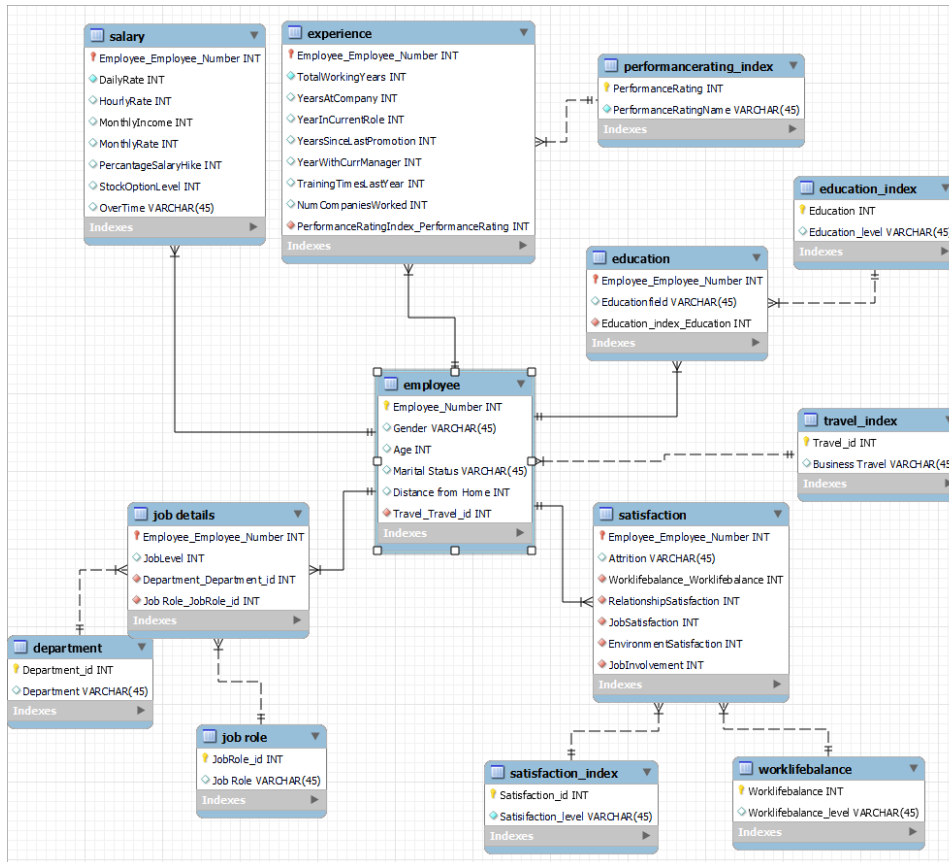 salary
Employee_Employee_Number INT
DailyRate INT
HourlyRate INT
MonthlyIncome INT
MonthlyRate INT
PercentageSalaryHike INT
StockOptionLevel INT
OverTime VARCHAR(45)
Indexes
experience
Employee_Employee_Number INT
TotalWorkingYears INT
YearsAtCompany INT
YearInCurrentRole INT
YearsSinceLastPromotion INT
YearWithCurrManager INT
TrainingTimesLastYear INT
NumCompaniesWorked INT
PerformanceRatingIndex_PerformanceRating INT
Indexes
performancerating_index
PerformanceRating INT
PerformanceRatingName VARCHAR(45)
Indexes
education_index
Education INT
Education_level VARCHAR(45)
Indexes
education
Employee_Employee_Number INT
Educationfield VARCHAR(45)
Education_index_Education INT
Indexes
employee
Employee_Number INT
Gender VARCHAR(45)
Age INT
Marital Status VARCHAR(45)
Distance from Home INT
Travel_Travel_id INT
Indexes
travel_index
Travel_id INT
Business Travel VARCHAR(45)
Indexes
job details
Employee_Employee_Number INT
JobLevel INT
Department_Department_id INT
Job Role_JobRole_id INT
Indexes
satisfaction
Employee_Employee_Number INT
Attrition VARCHAR(45)
Worklifebalance_Worklifebalance INT
RelationshipSatisfaction INT
JobSatisfaction INT
EnvironmentSatisfaction INT
JobInvolvement INT
Indexes
department
Department_id INT
Department VARCHAR(45)
Indexes
job role
JobRole_id INT
Job Role VARCHAR(45)
Indexes
satisfaction_index
Satisfaction_id INT
Satisifaction_level VARCHAR(45)
Indexes
worklifebalance
Worklifebalance INT
Worklifebalance_level VARCHAR(45)
Indexes